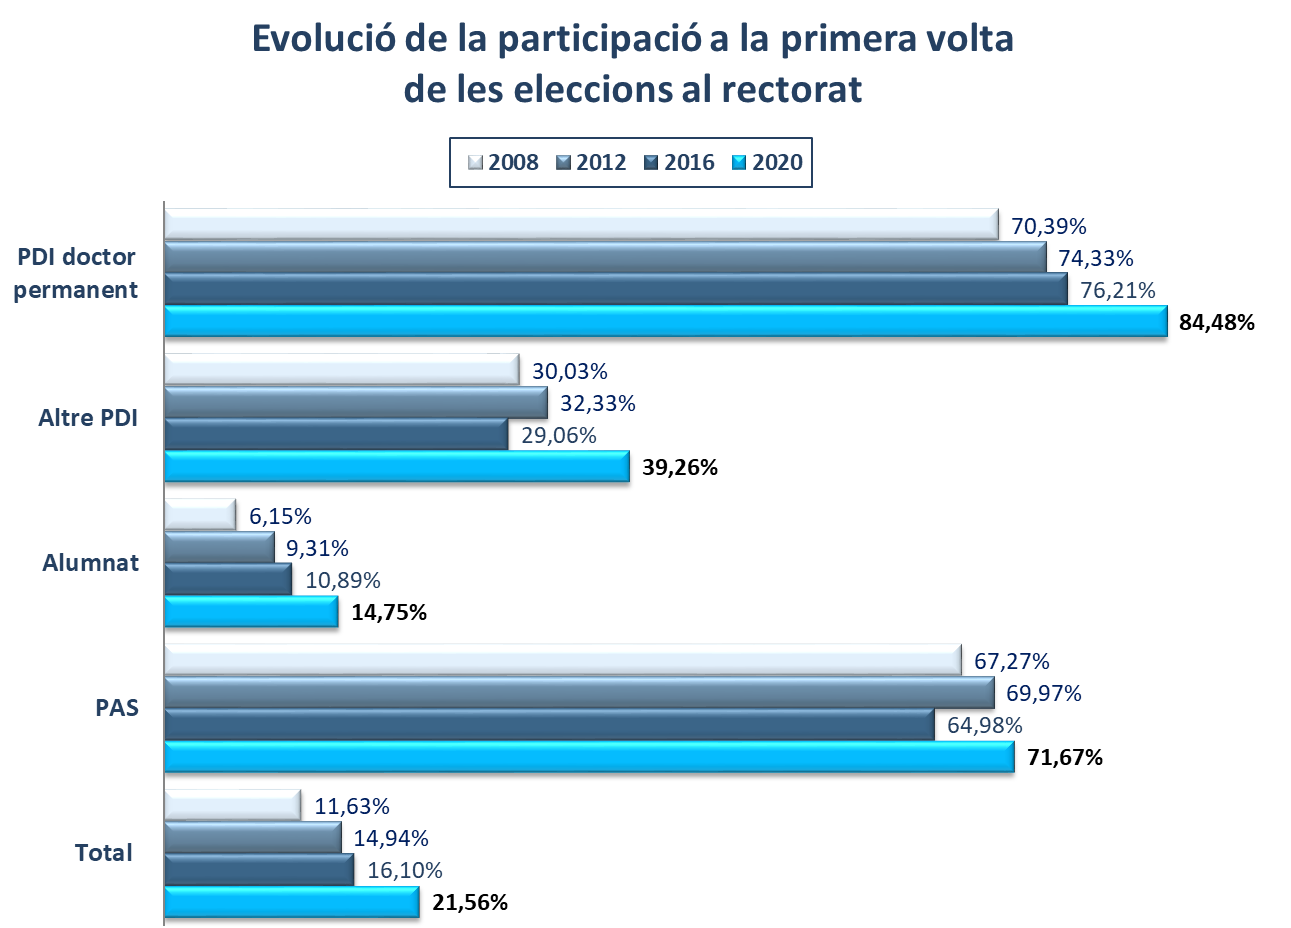 Evolució de la participació a la primera volta
de les eleccions al rectorat
2008 2012 2016 2020
PDI doctor
permanent
70,39%
74,33%
76,21%
84,48%
Altre PDI
30,03%
32,33%
29,06%
39,26%
Alumnat
6,15%
9,31%
10,89%
14,75%
PAS
67,27%
69,97%
64,98%
71,67%
Total
11,63%
14,94%
16,10%
21,56%